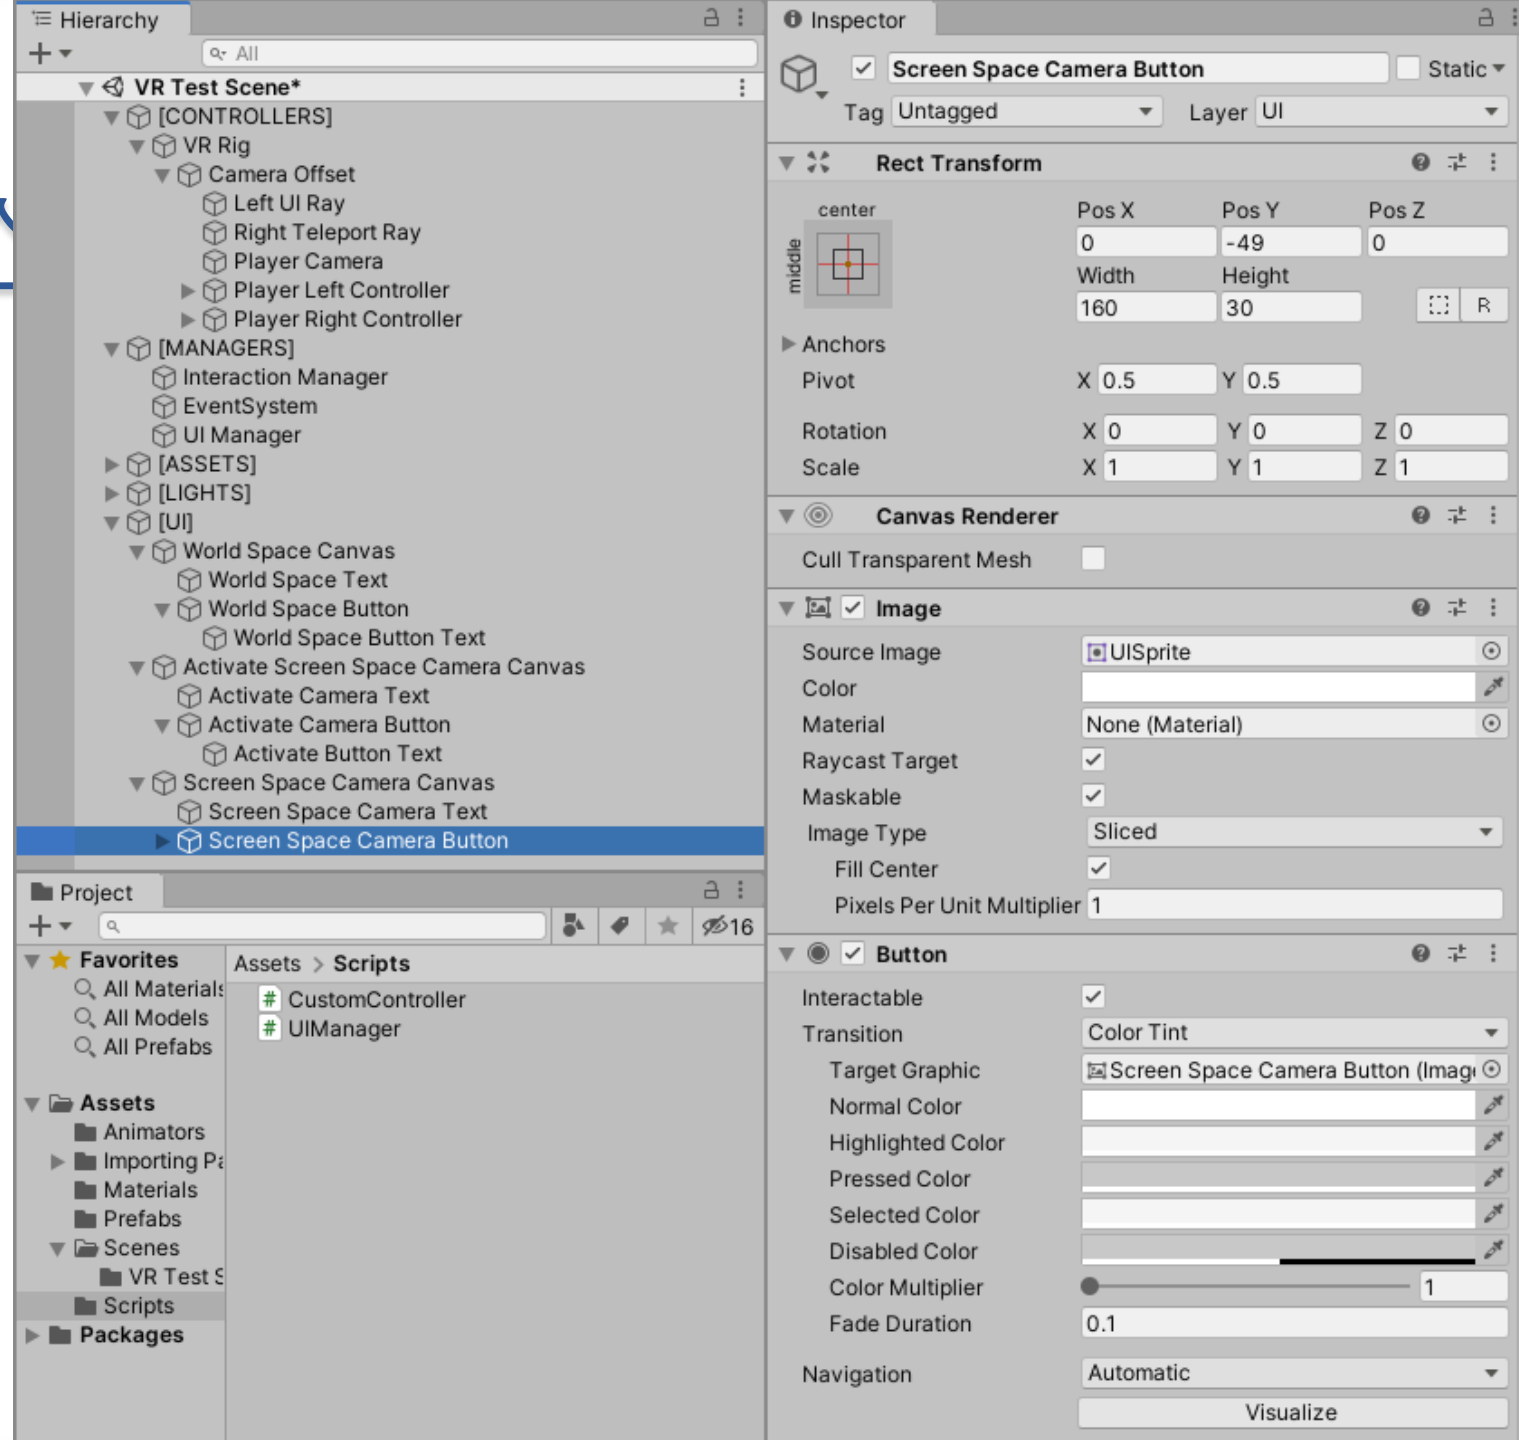 Hierarchy
All
VR Test Scene*
[CONTROLLERS]
VR Rig
Camera Offset
Left UI Ray
Right Teleport Ray
Player Camera
Player Left Controller
Player Right Controller
[MANAGERS]
Interaction Manager
EventSystem
UI Manager
[ASSETS]
[LIGHTS]
[UI]
World Space Canvas
World Space Text
World Space Button
World Space Button Text
Activate Screen Space Camera Canvas
Activate Camera Text
Activate Camera Button
Activate Button Text
Screen Space Camera Canvas
Screen Space Camera Text
Screen Space Camera Button
Project
16
Favorites
All Materials
All Models
All Prefabs
Assets
Animators
Importing Pa
Materials
Prefabs
Scenes
VR Test S
Scripts
Packages
Assets > Scripts
# CustomController
# UIManager
Inspector
Screen Space Camera Button Static
Tag Untagged Layer UI
Rect Transform
center
middle
Pos X Pos Y Pos Z
0 -49 0
Width Height
160 30 R
Anchors
Pivot X 0.5 Y 0.5
Rotation X 0 Y 0 Z 0
Scale X 1 Y 1 Z 1
Canvas Renderer
Cull Transparent Mesh
Image
Source Image UISprite
Color
Material None (Material)
Raycast Target
Maskable
Image Type Sliced
Fill Center
Pixels Per Unit Multiplier 1
Button
Interactable
Transition Color Tint
Target Graphic Screen Space Camera Button (Imag
Normal Color
Highlighted Color
Pressed Color
Selected Color
Disabled Color
Color Multiplier 1
Fade Duration 0.1
Navigation Automatic
Visualize